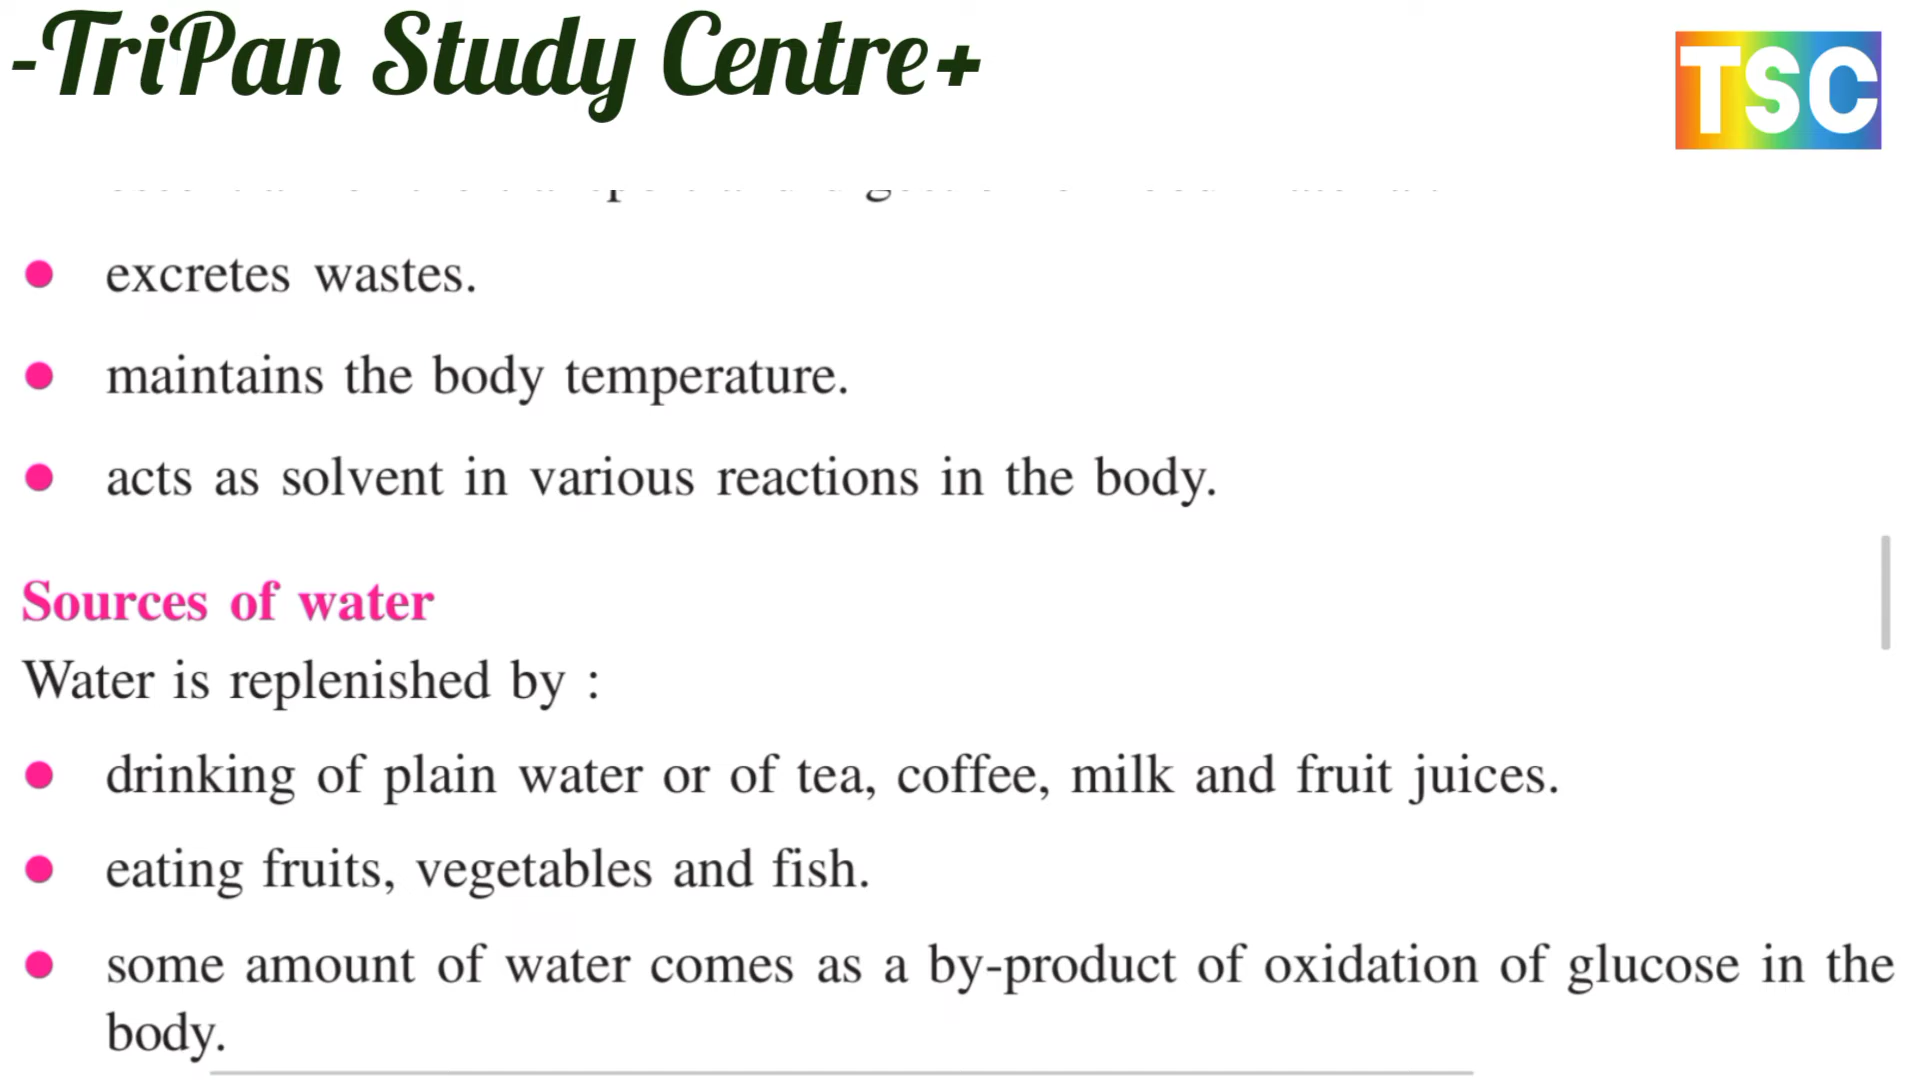 -TriPan Study Centre+
TSC
excretes wastes.
maintains the body temperature.
acts as solvent in various reactions in the body.
Sources of water
Water is replenished by :
drinking of plain water or of tea, coffee, milk and fruit juices.
eating fruits, vegetables and fish.
some amount of water comes as a by-product of oxidation of glucose in the
body.